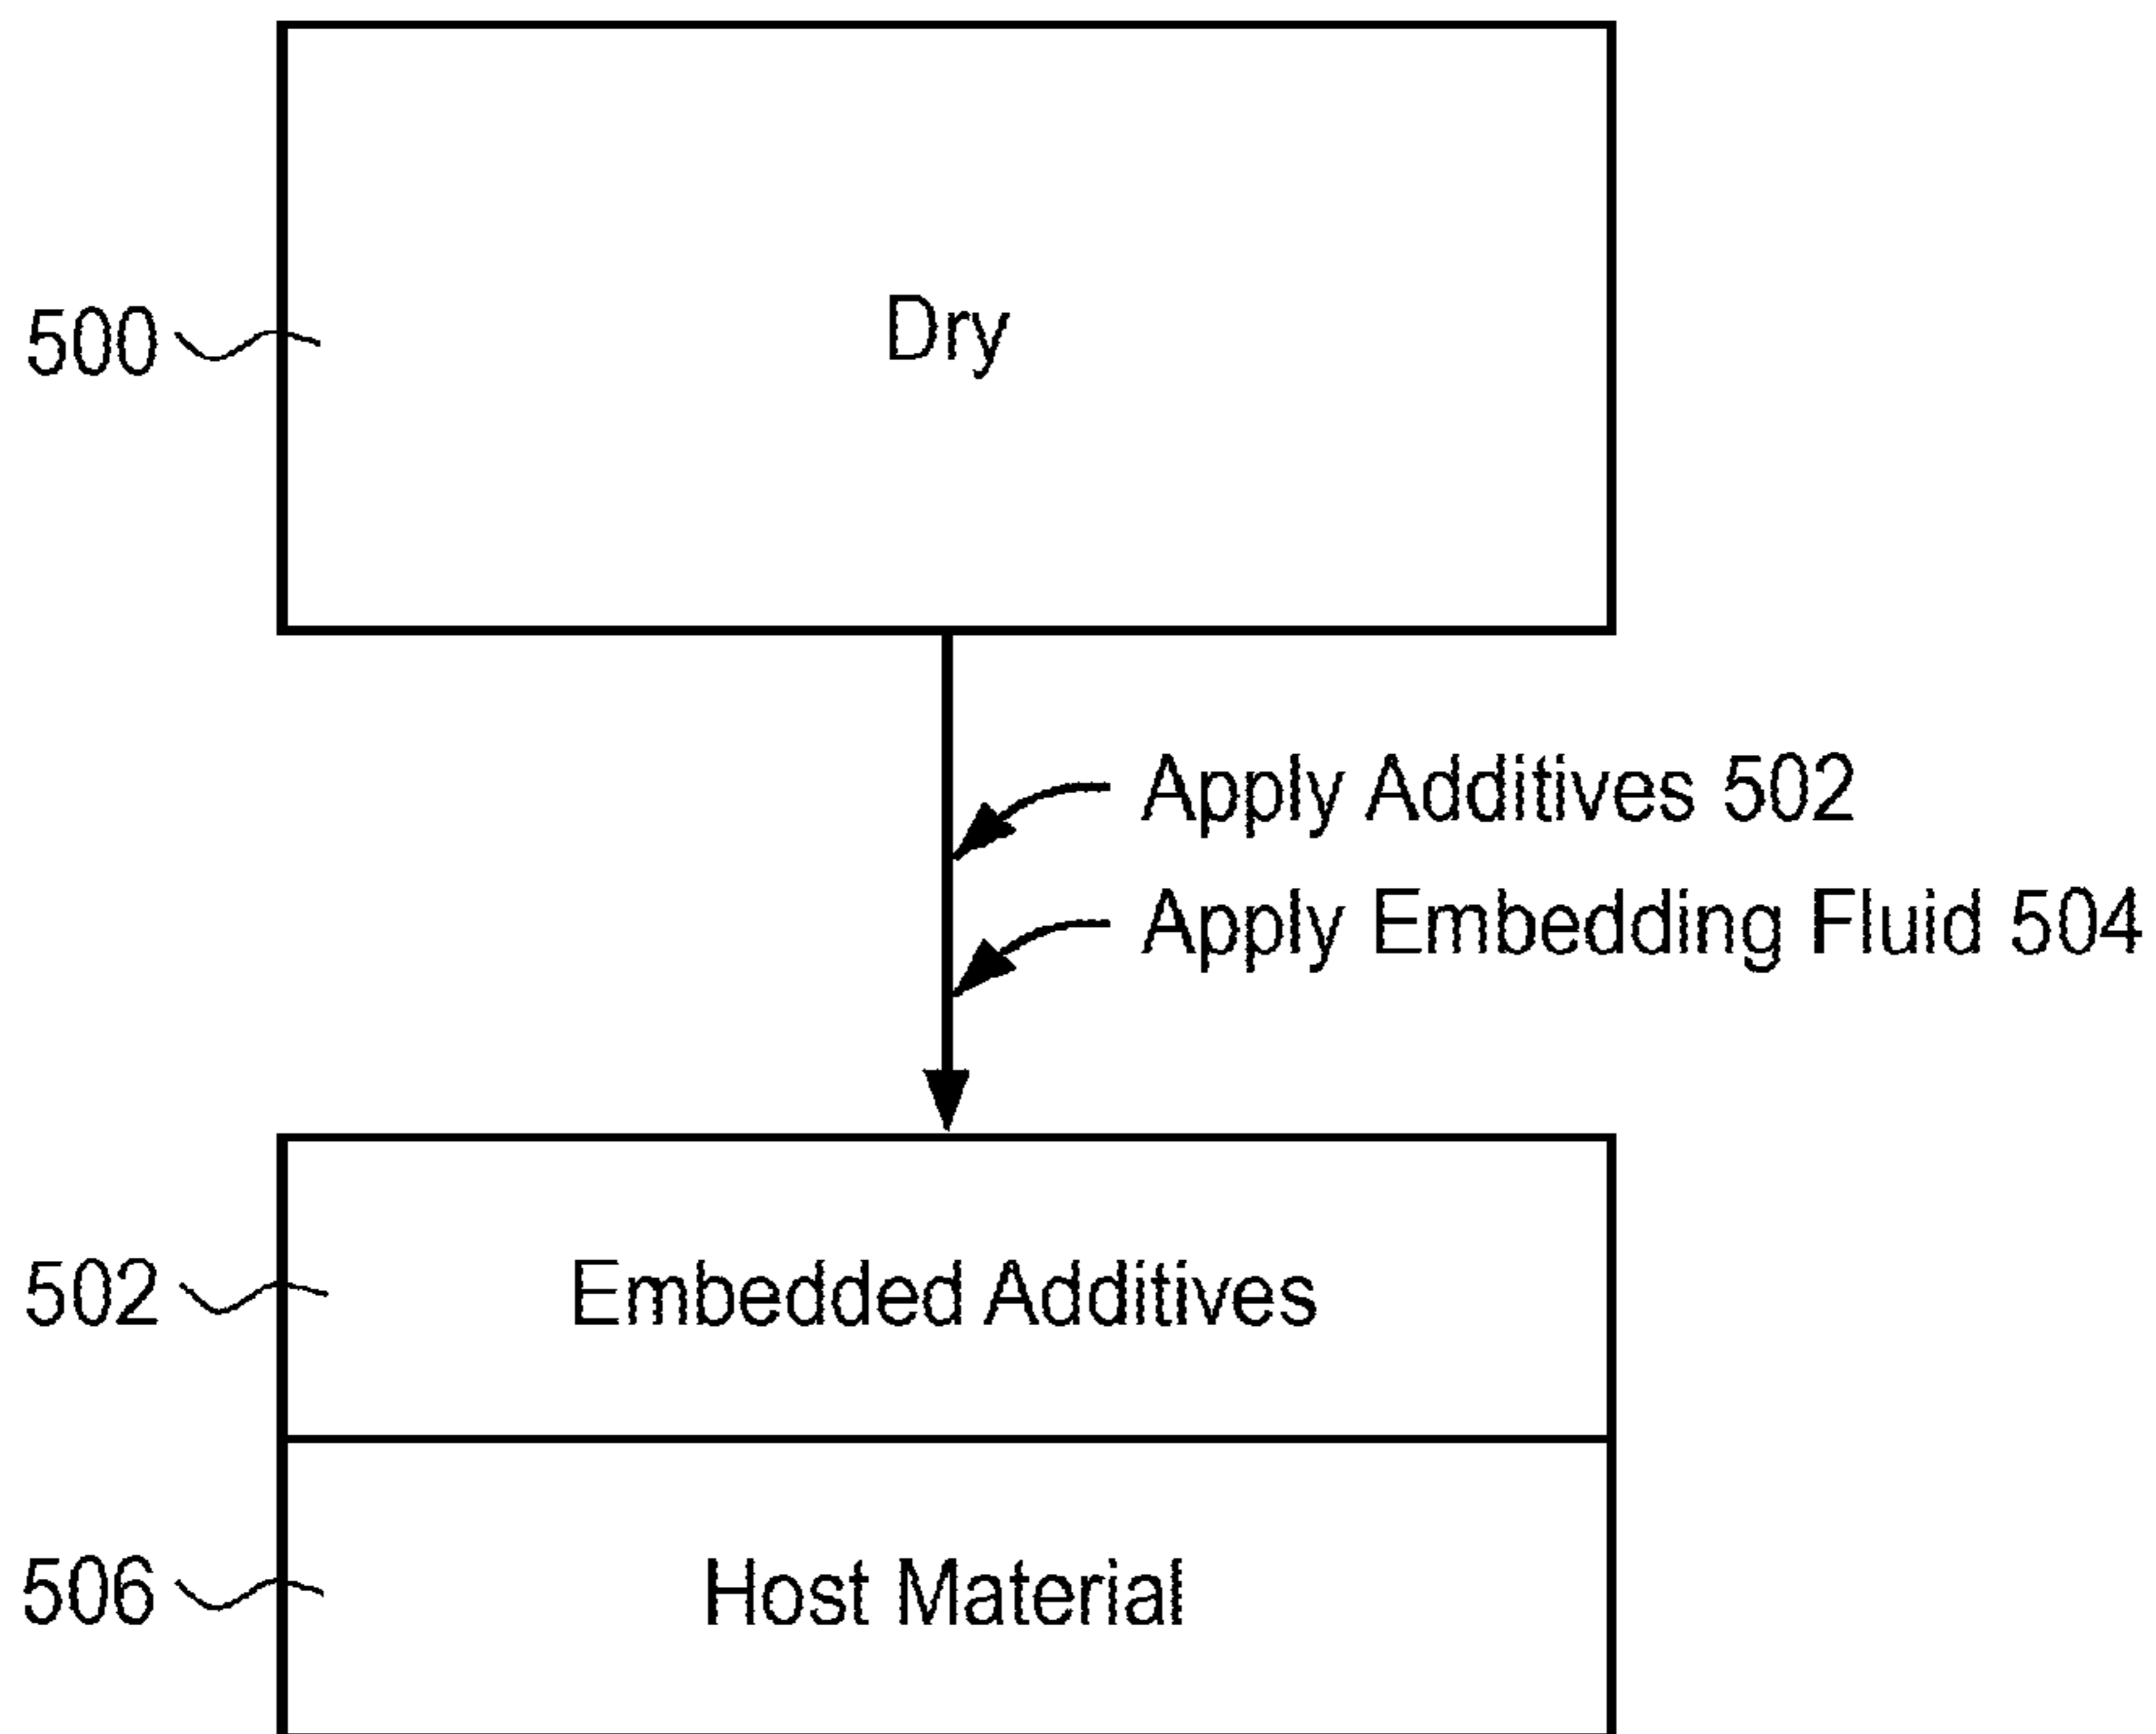 500
Dry
Apply Additives 502
Apply Embedding Fluid 504
502
Embedded Additives
506
Host Material